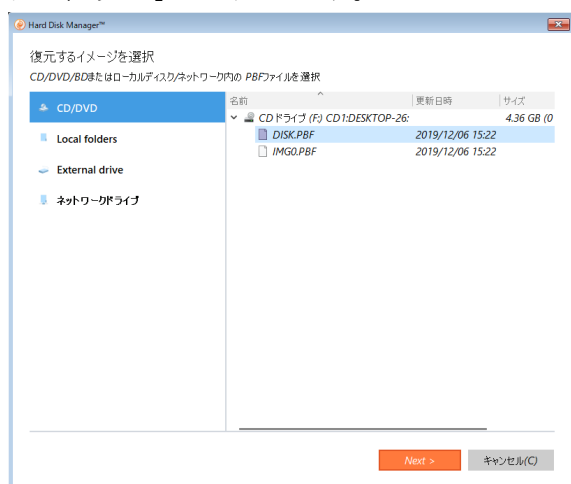 Hard Disk Manager™
復元するイメージを選択
CD/DVD/BDまたはローカルディスク/ネットワーク内の PBFファイルを選択
CD/DVD
Local folders
External drive
ネットワークドライブ
名前 更新日時 サイズ
CDドライブ (F:) CD1:DESKTOP-26: 4.36 GB (0
DISK.PBF 2019/12/06 15:22
IMG0.PBF 2019/12/06 15:22
Next > キャンセル(C)